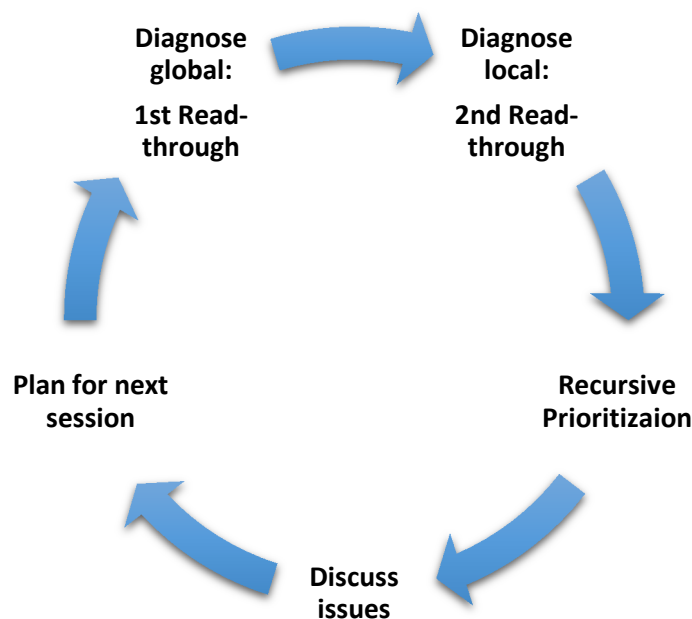 Diagnose
global:
1st Read-
through
Diagnose
local:
2nd Read-
through
Recursive
Prioritizaion
Discuss
issues
Plan for next
session